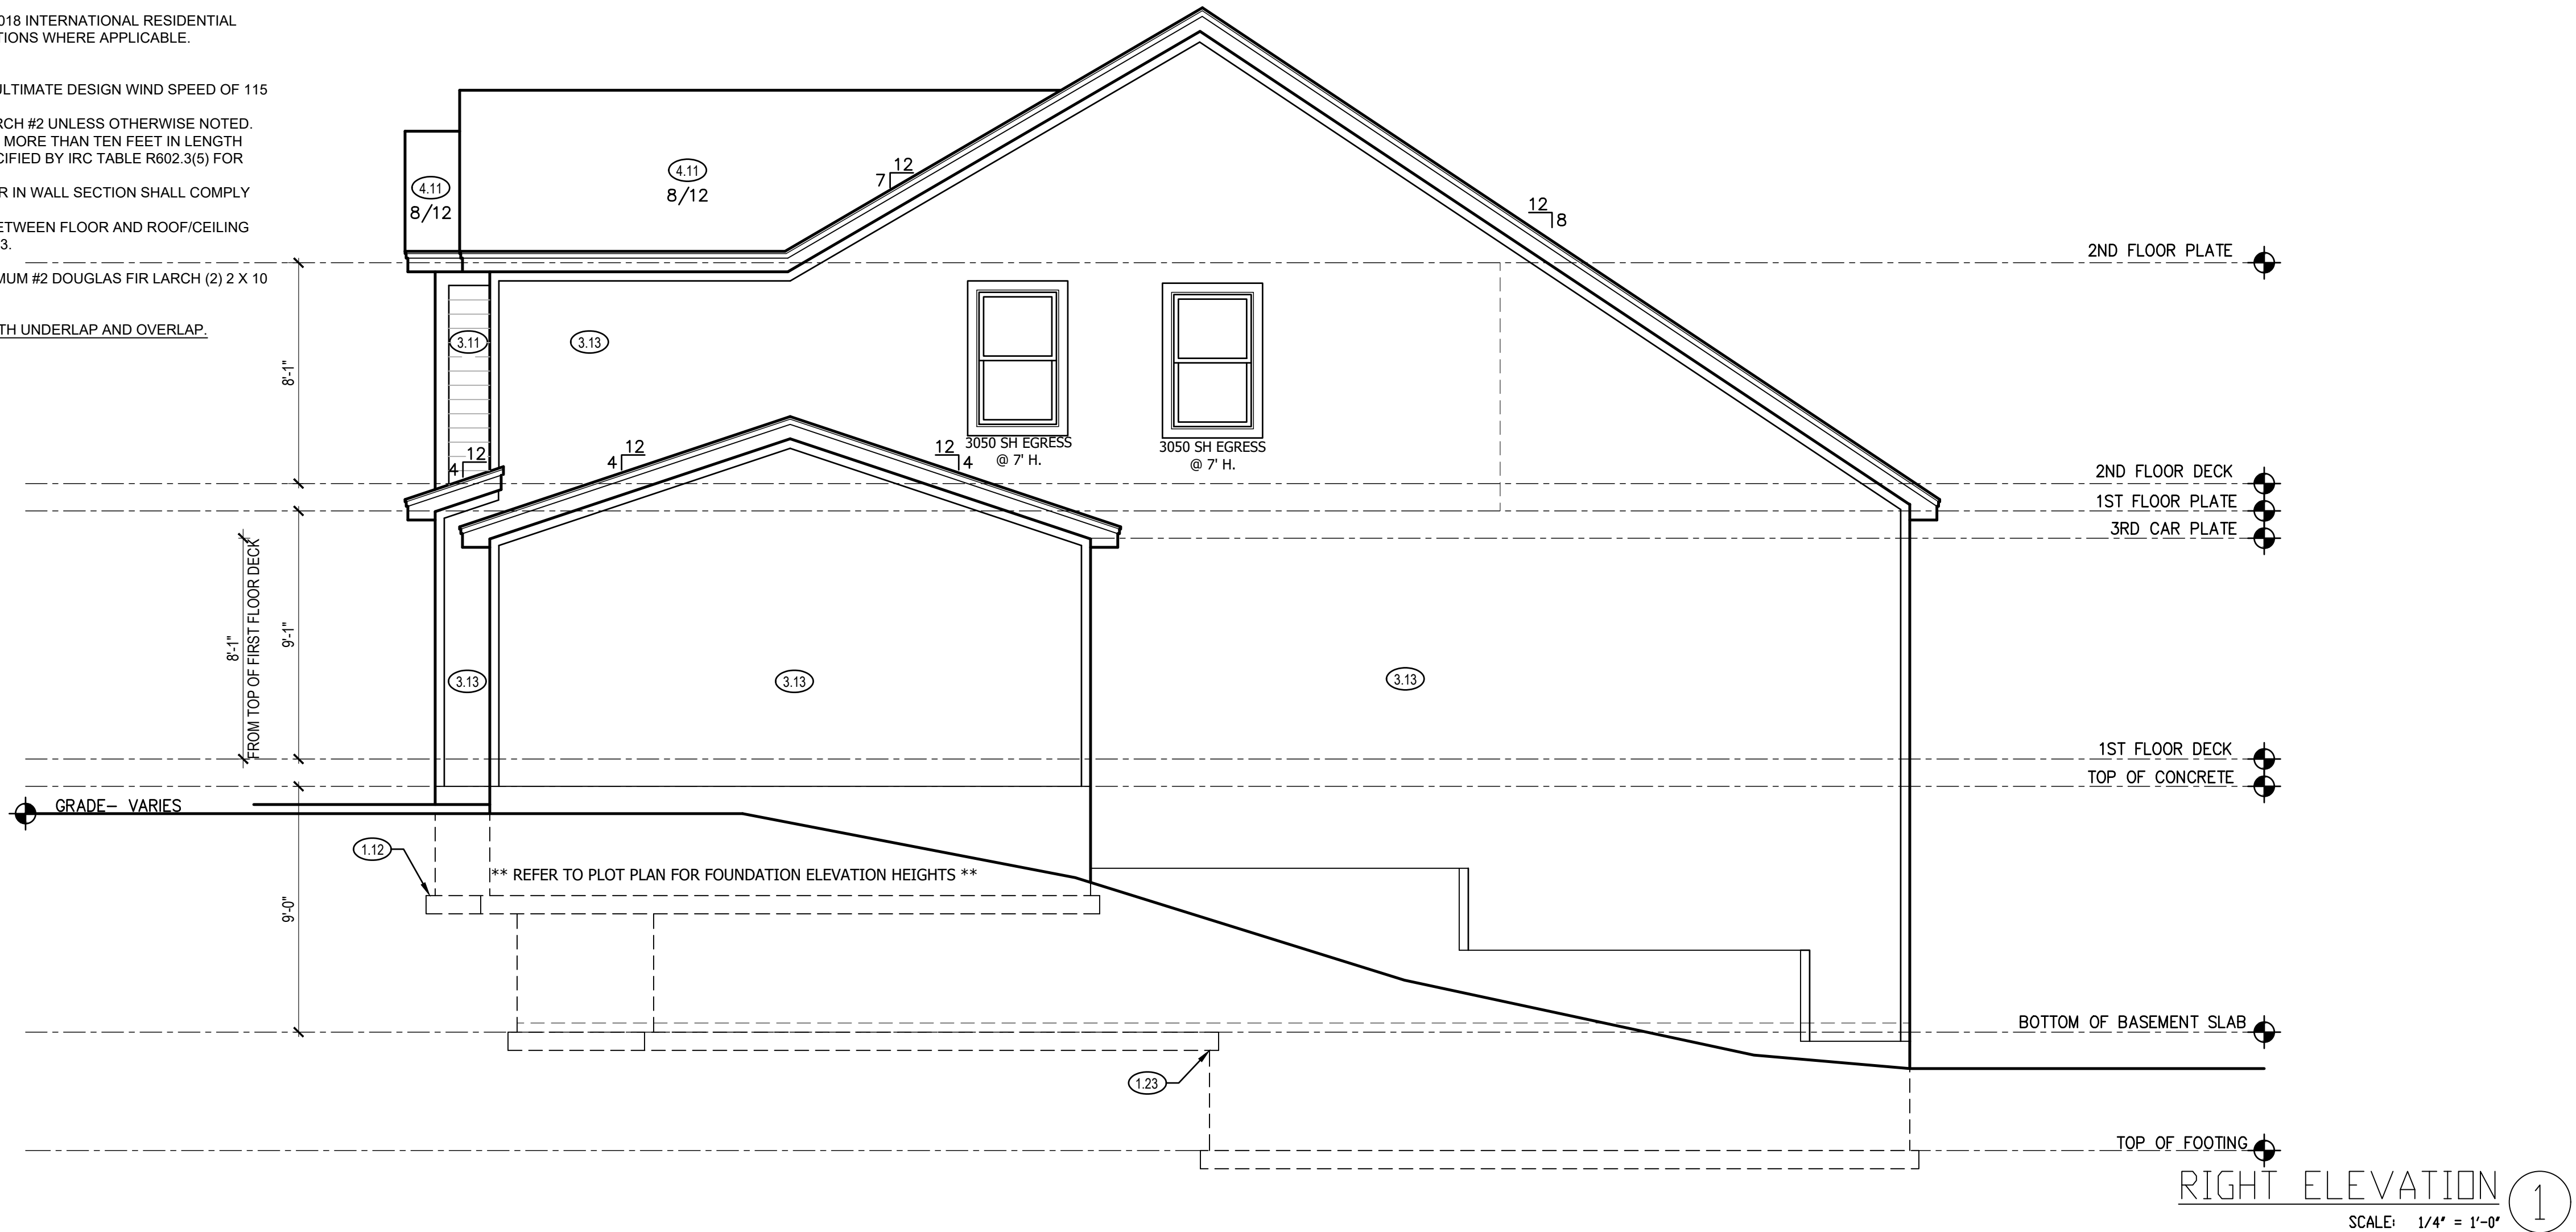 018 INTERNATIONAL RESIDENTIAL
TIONS WHERE APPLICABLE.
ULTIMATE DESIGN WIND SPEED OF 115
RCH #2 UNLESS OTHERWISE NOTED.
MORE THAN TEN FEET IN LENGTH
CIFIED BY IRC TABLE R602.3(5) FOR
R IN WALL SECTION SHALL COMPLY
ETWEEN FLOOR AND ROOF/CEILING
3.
MUM #2 DOUGLAS FIR LARCH (2) 2 X 10
TH UNDERLAP AND OVERLAP.
4.11
8/12
4.11
8/12
12
7
12
8
2ND FLOOR PLATE
3.11
3.13
8'-1"
3050 SH EGRESS
@ 7' H.
3050 SH EGRESS
@ 7' H.
12
4
12
4
12
4
2ND FLOOR DECK
1ST FLOOR PLATE
3RD CAR PLATE
8'-1"
FROM TOP OF FIRST FLOOR DECK
9'-1"
3.13
3.13
3.13
1ST FLOOR DECK
TOP OF CONCRETE
GRADE- VARIES
1.12
** REFER TO PLOT PLAN FOR FOUNDATION ELEVATION HEIGHTS **
9'-0"
BOTTOM OF BASEMENT SLAB
1.23
TOP OF FOOTING
RIGHT ELEVATION
1
SCALE: 1/4" = 1'-0"